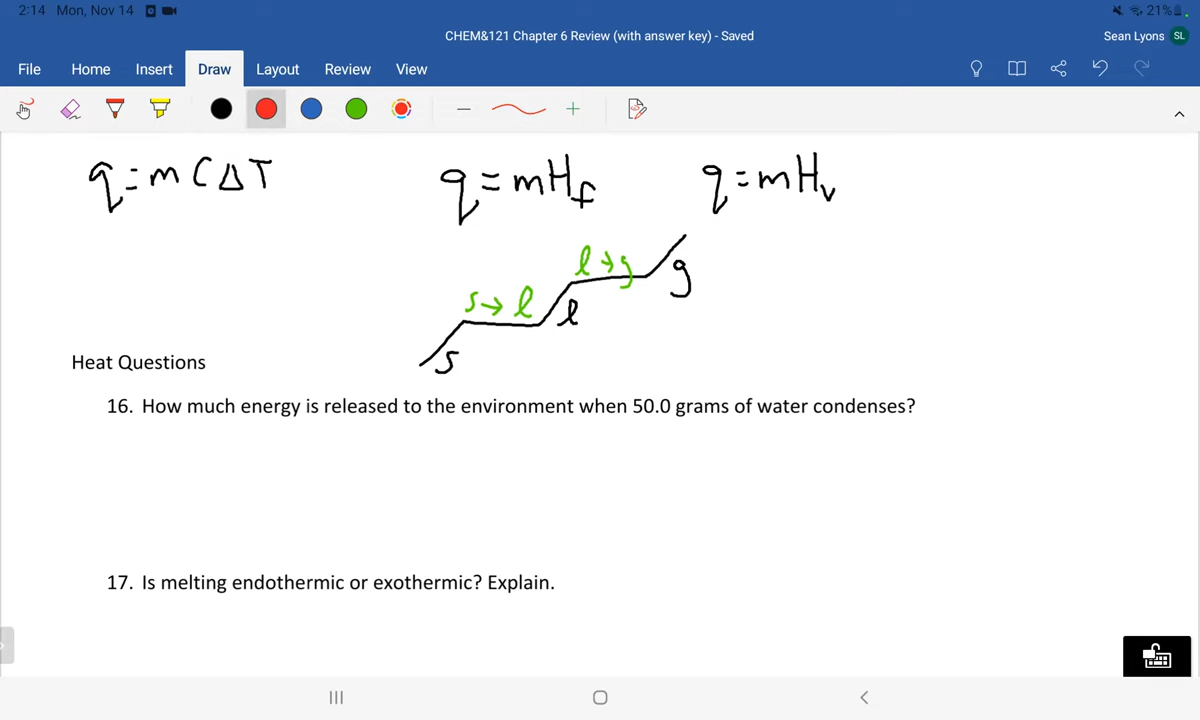 2:14 Mon, Nov 14 21%
CHEM&121 Chapter 6 Review (with answer key) - Saved
Sean Lyons SL
File Home Insert Draw Layout Review View
q = m C Δ T q = mHf q = mHv
l → g
g
s → l
l
s
Heat Questions
16. How much energy is released to the environment when 50.0 grams of water condenses?
17. Is melting endothermic or exothermic? Explain.